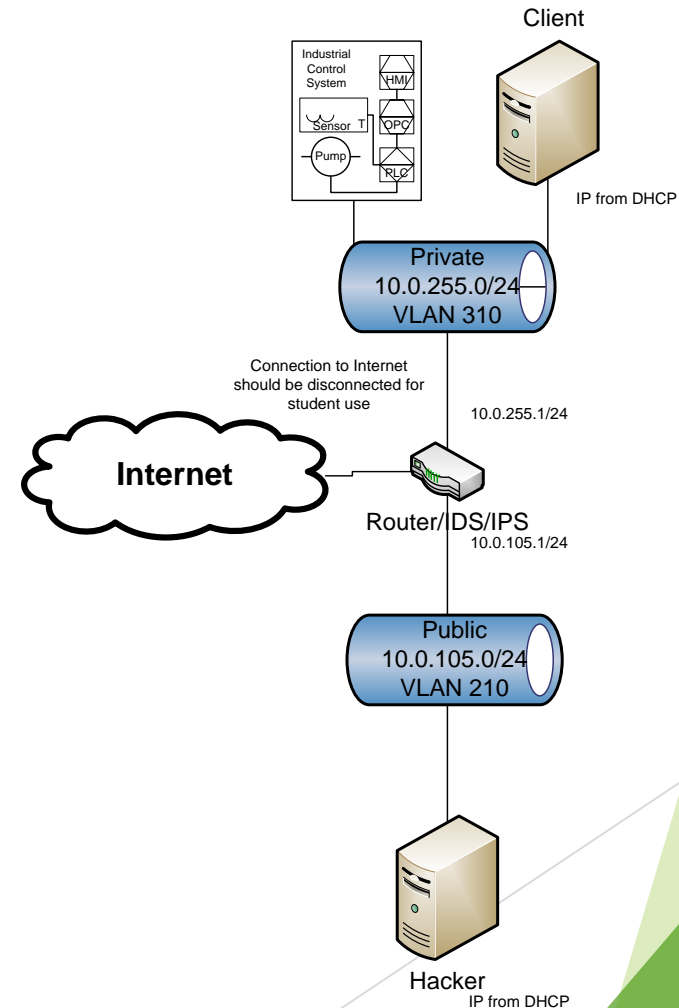 Client
Industrial
Control
System
HMI
OPC
Sensor T
Pump
PLC
IP from DHCP
Private
10.0.255.0/24
VLAN 310
Connection to Internet
should be disconnected for
student use
10.0.255.1/24
Internet
Router/IDS/IPS
10.0.105.1/24
Public
10.0.105.0/24
VLAN 210
Hacker
IP from DHCP